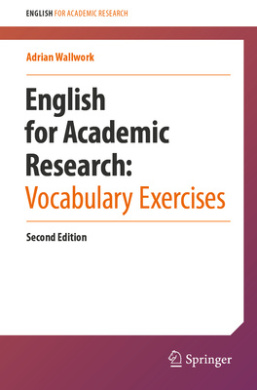 ENGLISH FOR ACADEMIC RESEARCH
Adrian Wallwork
English
for Academic
Research:
Vocabulary Exercises
Second Edition
Springer